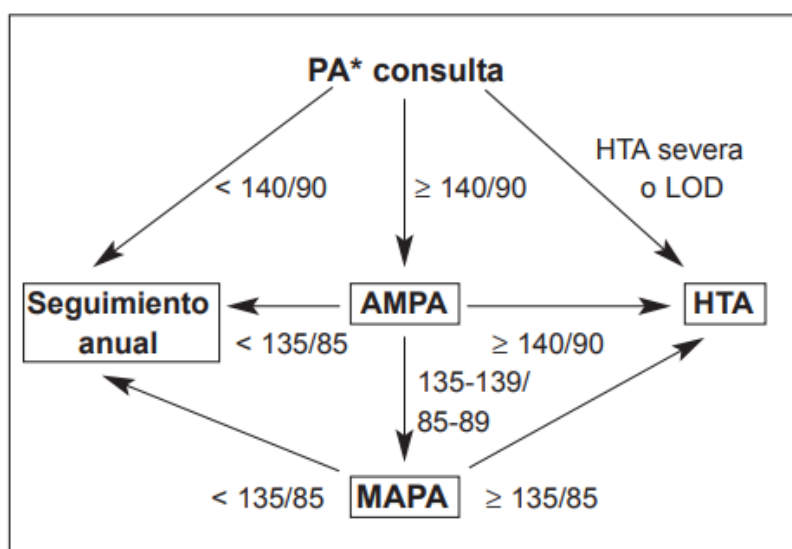 PA* consulta
HTA severa
o LOD
< 140/90
≥ 140/90
Seguimiento
anual
AMPA
HTA
< 135/85
≥ 140/90
135-139/
85-89
< 135/85
MAPA
≥ 135/85